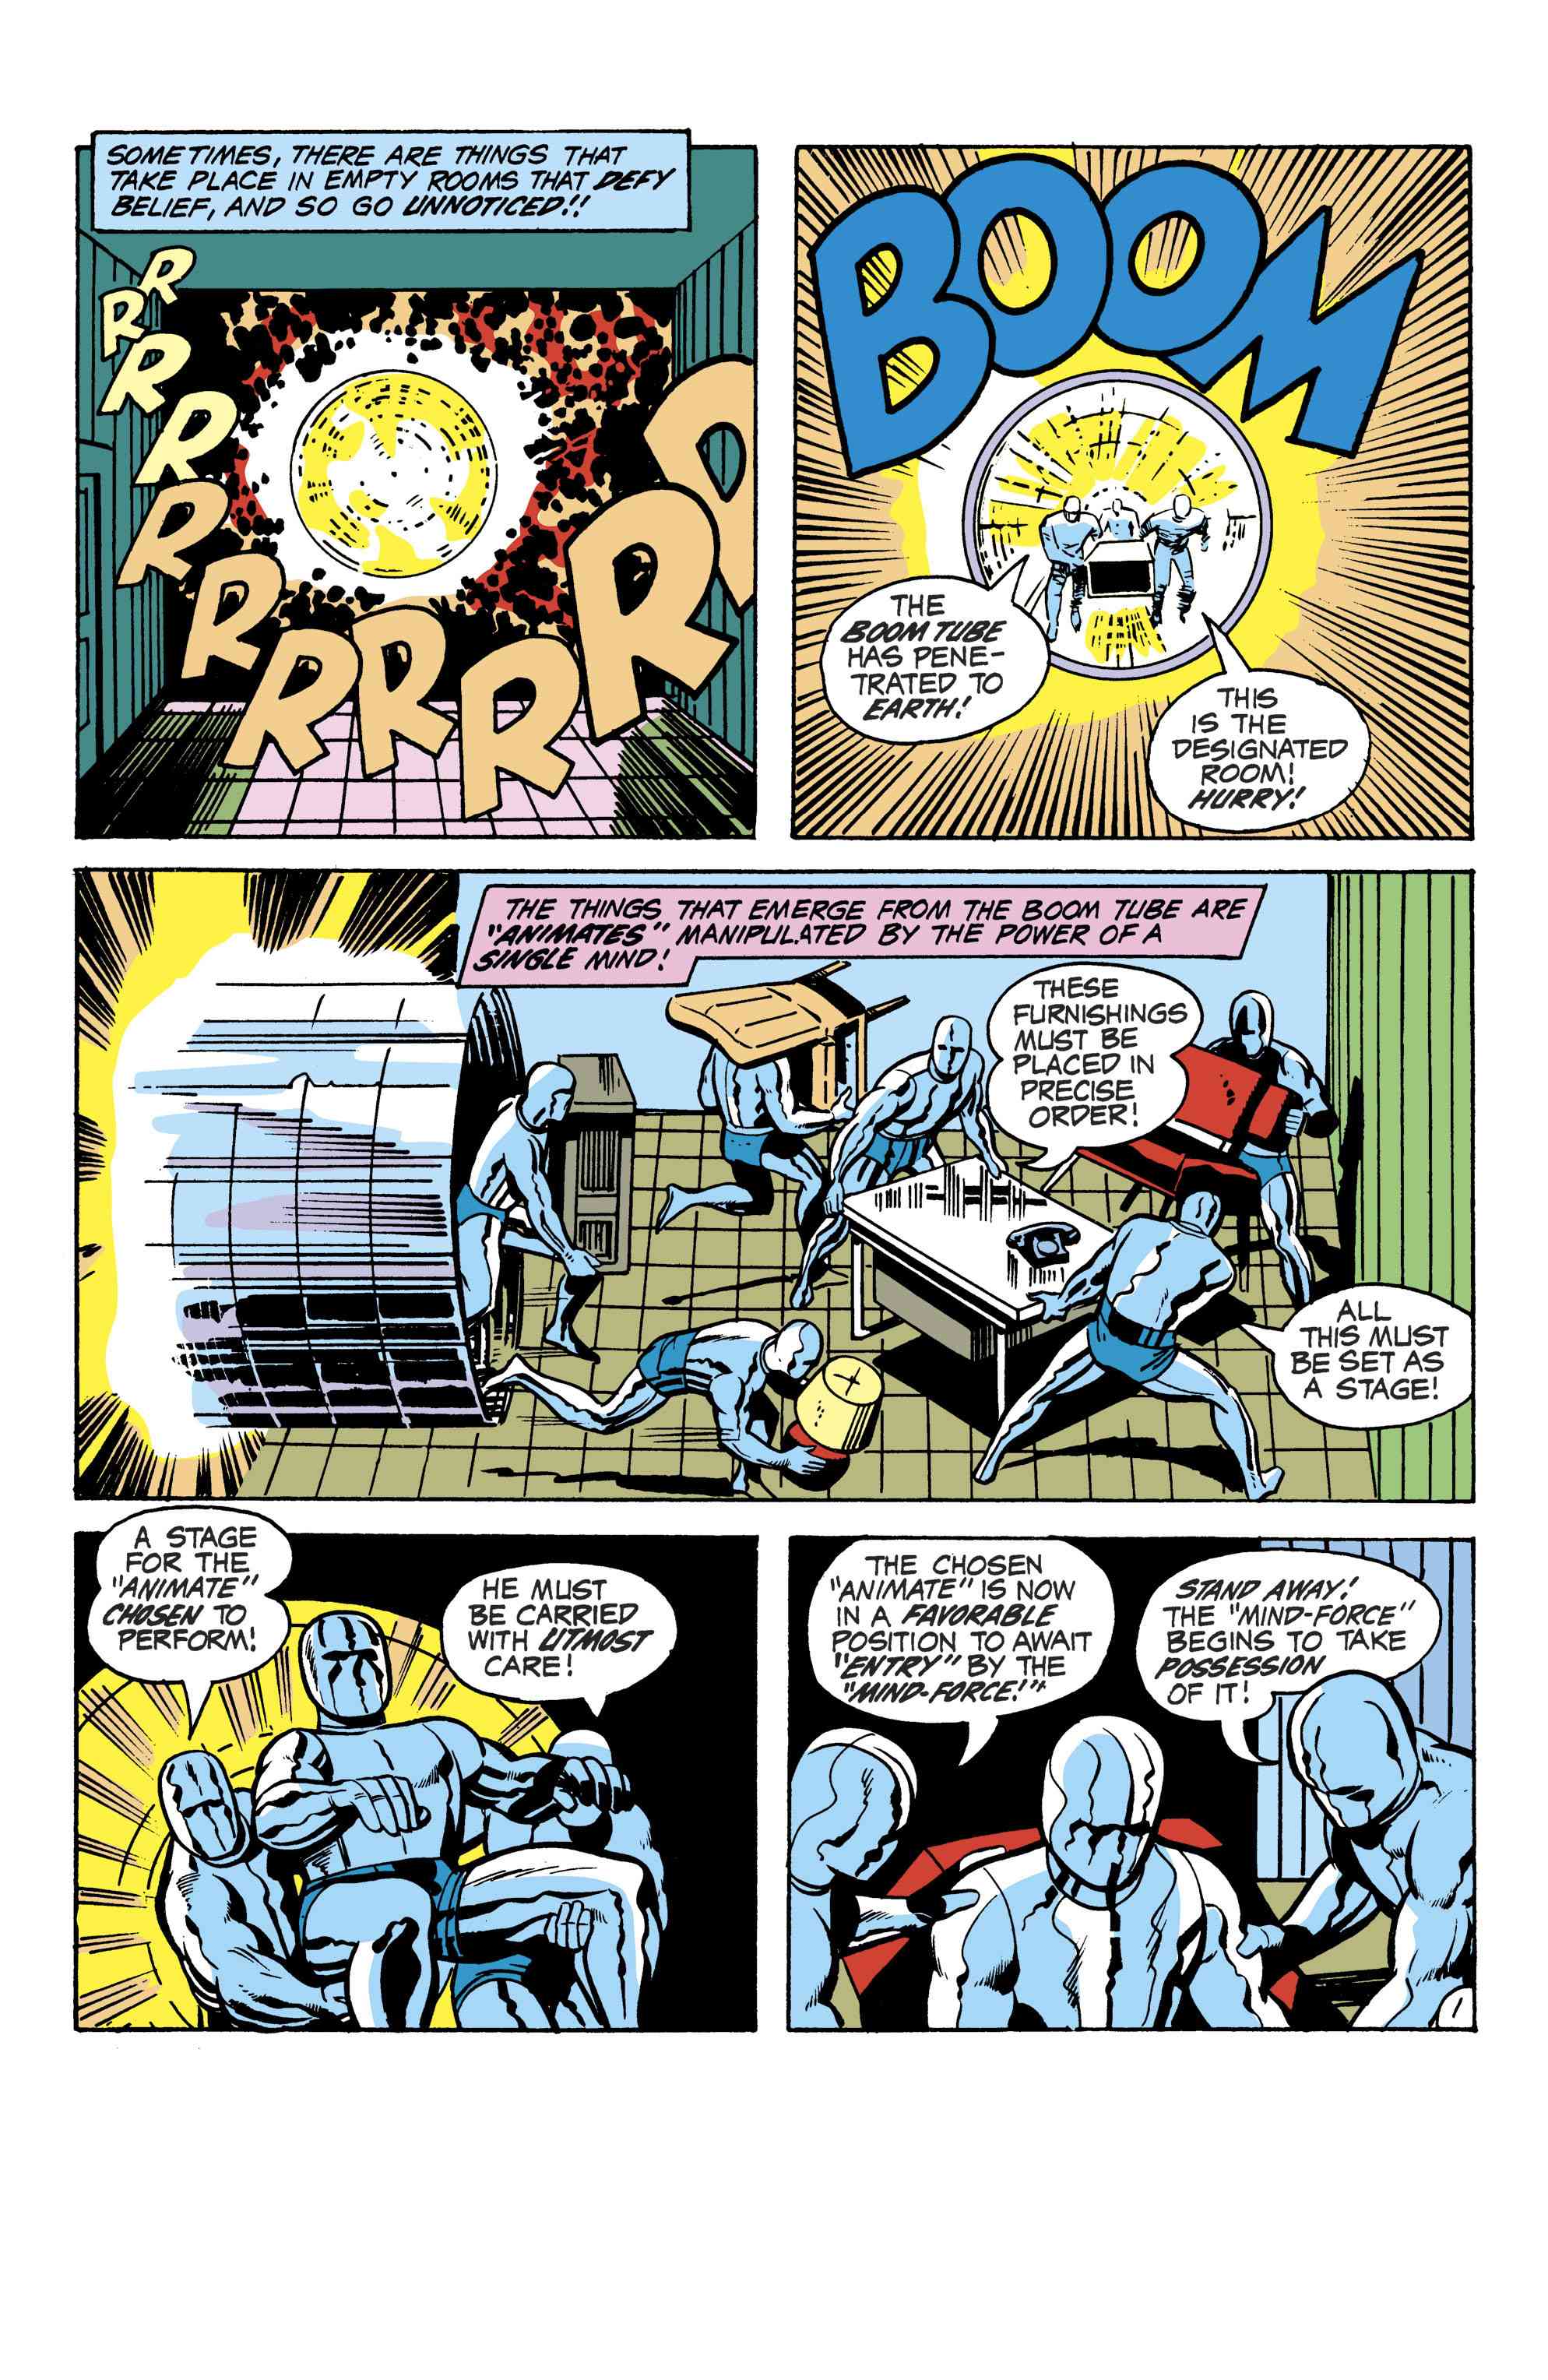 SOMETIMES, THERE ARE THINGS THAT
TAKE PLACE IN EMPTY ROOMS THAT DEFY
BELIEF, AND SO GO UNNOTICED!!
RRRRRRRRRRRR
BOOM
THE
BOOM TUBE
HAS PENE-
TRATED TO
EARTH!
THIS
IS THE
DESIGNATED
ROOM!
HURRY!
THE THINGS THAT EMERGE FROM THE BOOM TUBE ARE
"ANIMATES" MANIPULATED BY THE POWER OF A
SINGLE MIND!
THESE
FURNISHINGS
MUST BE
PLACED IN
PRECISE
ORDER!
ALL
THIS MUST
BE SET AS
A STAGE!
A STAGE
FOR THE
"ANIMATE"
CHOSEN TO
PERFORM!
HE MUST
BE CARRIED
WITH UTMOST
CARE!
THE CHOSEN
"ANIMATE" IS NOW
IN A FAVORABLE
POSITION TO AWAIT
"ENTRY" BY THE
"MIND-FORCE!"
STAND AWAY!
THE "MIND-FORCE"
BEGINS TO TAKE
POSSESSION
OF IT!
1